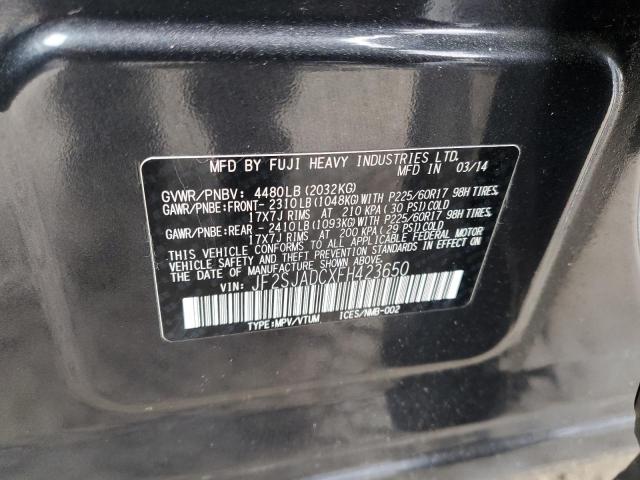 MFD BY FUJI HEAVY INDUSTRIES LTD.
MFD IN 03/14
GVWR/PNBV: 4480LB (2032KG)
GAWR/PNBE:FRONT- 2310LB (1048KG) WITH P225/60R17 98H TIRES,
17X7J RIMS AT 210 KPA (30 PSI) COLD
GAWR/PNBE:REAR - 2410LB (1093KG) WITH P225/60R17 98H TIRES,
17X7J RIMS AT 200 KPA (29 PSI) COLD
THIS VEHICLE CONFORMS TO ALL APPLICABLE FEDERAL MOTOR
VEHICLE SAFETY AND THEFT PREVENTION STANDARDS IN EFFECT
ON THE DATE OF MANUFACTURE SHOWN ABOVE.
VIN: JF2SJADCXFH423650
TYPE:MPV/VTUM ICES/NMB-002